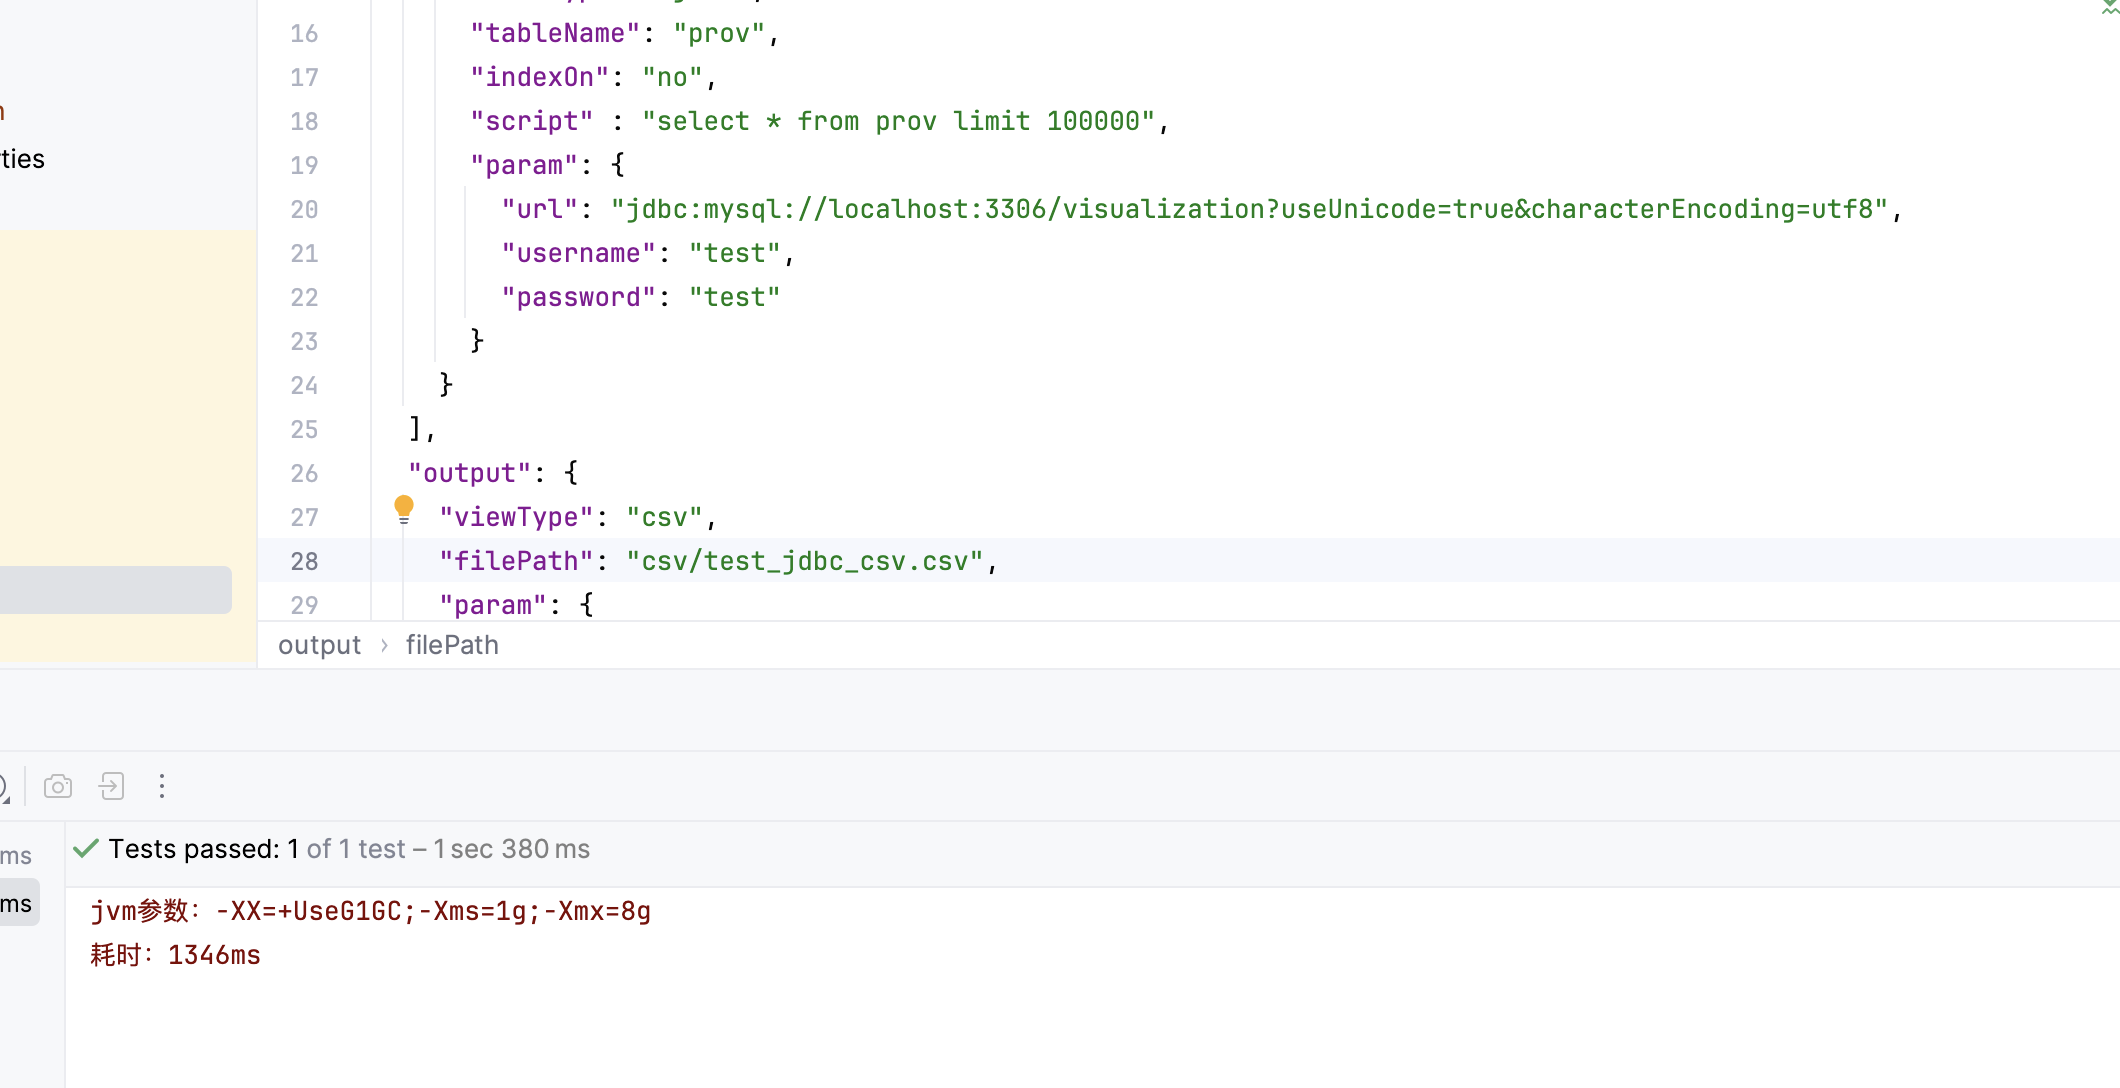 16 "tableName": "prov",
17 "indexOn": "no",
18 "script" : "select * from prov limit 100000",
19 "param": {
20 "url": "jdbc:mysql://localhost:3306/visualization?useUnicode=true&characterEncoding=utf8",
21 "username": "test",
22 "password": "test"
23 }
24 }
25 ],
26 "output": {
27 "viewType": "csv",
28 "filePath": "csv/test_jdbc_csv.csv",
29 "param": {
ties
output › filePath
Tests passed: 1 of 1 test – 1 sec 380 ms
ms
ms
jvm参数：-XX=+UseG1GC;-Xms=1g;-Xmx=8g
耗时：1346ms